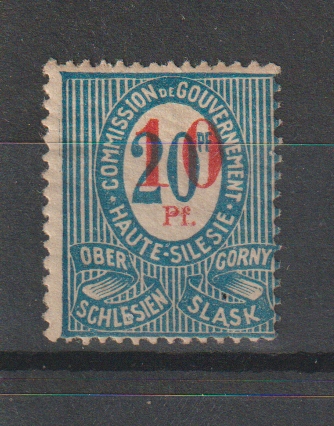 COMMISSION DE GOUVERNEMENT
10
20 PF
Pf.
HAUTE-SILESIE
OBER
SCHLESIEN
GORNY
SLASK